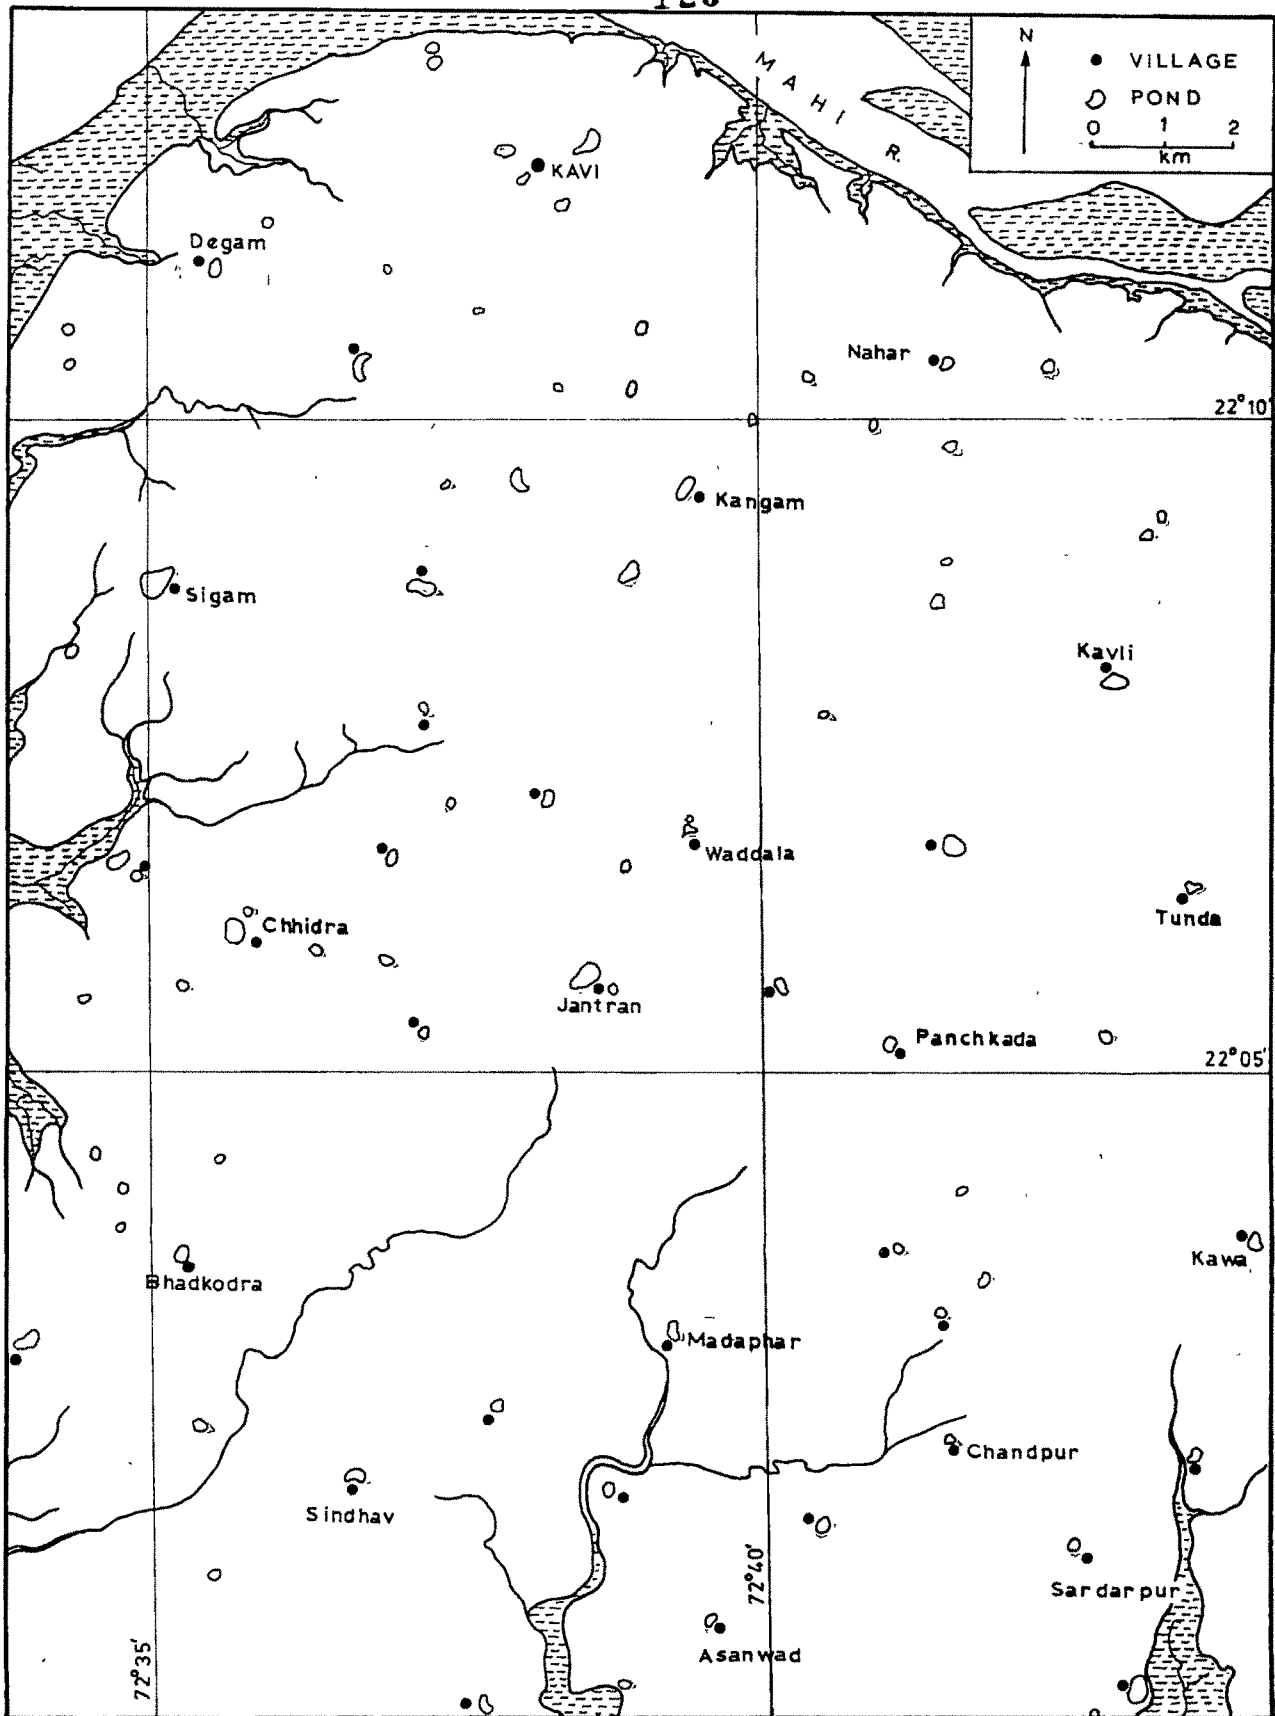 N
VILLAGE
POND
0 1 2
km
MAHI R.
KAVI
Degam
Nahar
22°10'
Kangam
Sigam
Kavli
Waddala
Tunda
Chhidra
Jantran
Panchkada
22°05'
Kawa
Bhadkodra
Madaphar
Chandpur
Sindhav
72°40'
Sardarpur
Asanwad
72°35'